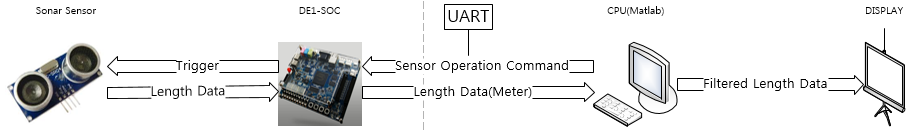 Sonar Sensor
DE1-SOC
UART
CPU(Matlab)
DISPLAY
Trigger
Sensor Operation Command
Length Data
Length Data(Meter)
Filtered Length Data